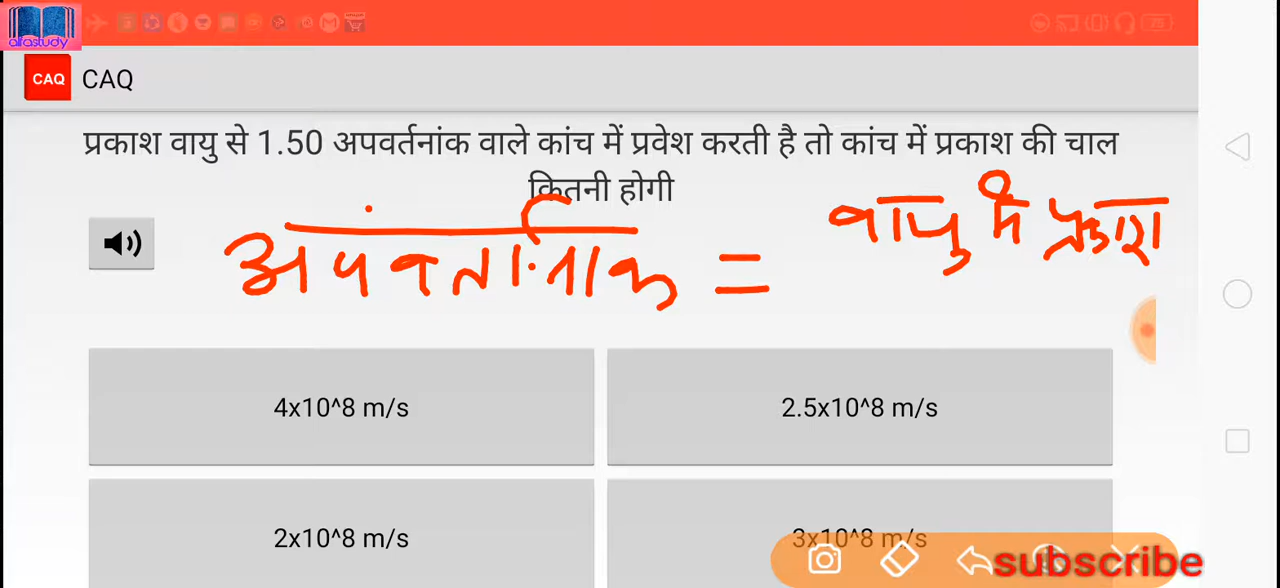 alfastudy
CAQ CAQ
प्रकाश वायु से 1.50 अपवर्तनांक वाले कांच में प्रवेश करती है तो कांच में प्रकाश की चाल
कितनी होगी
अपवर्तनांक = वायु में प्रकाश
4x10^8 m/s 2.5x10^8 m/s
2x10^8 m/s 3x10^8 m/s
subscribe